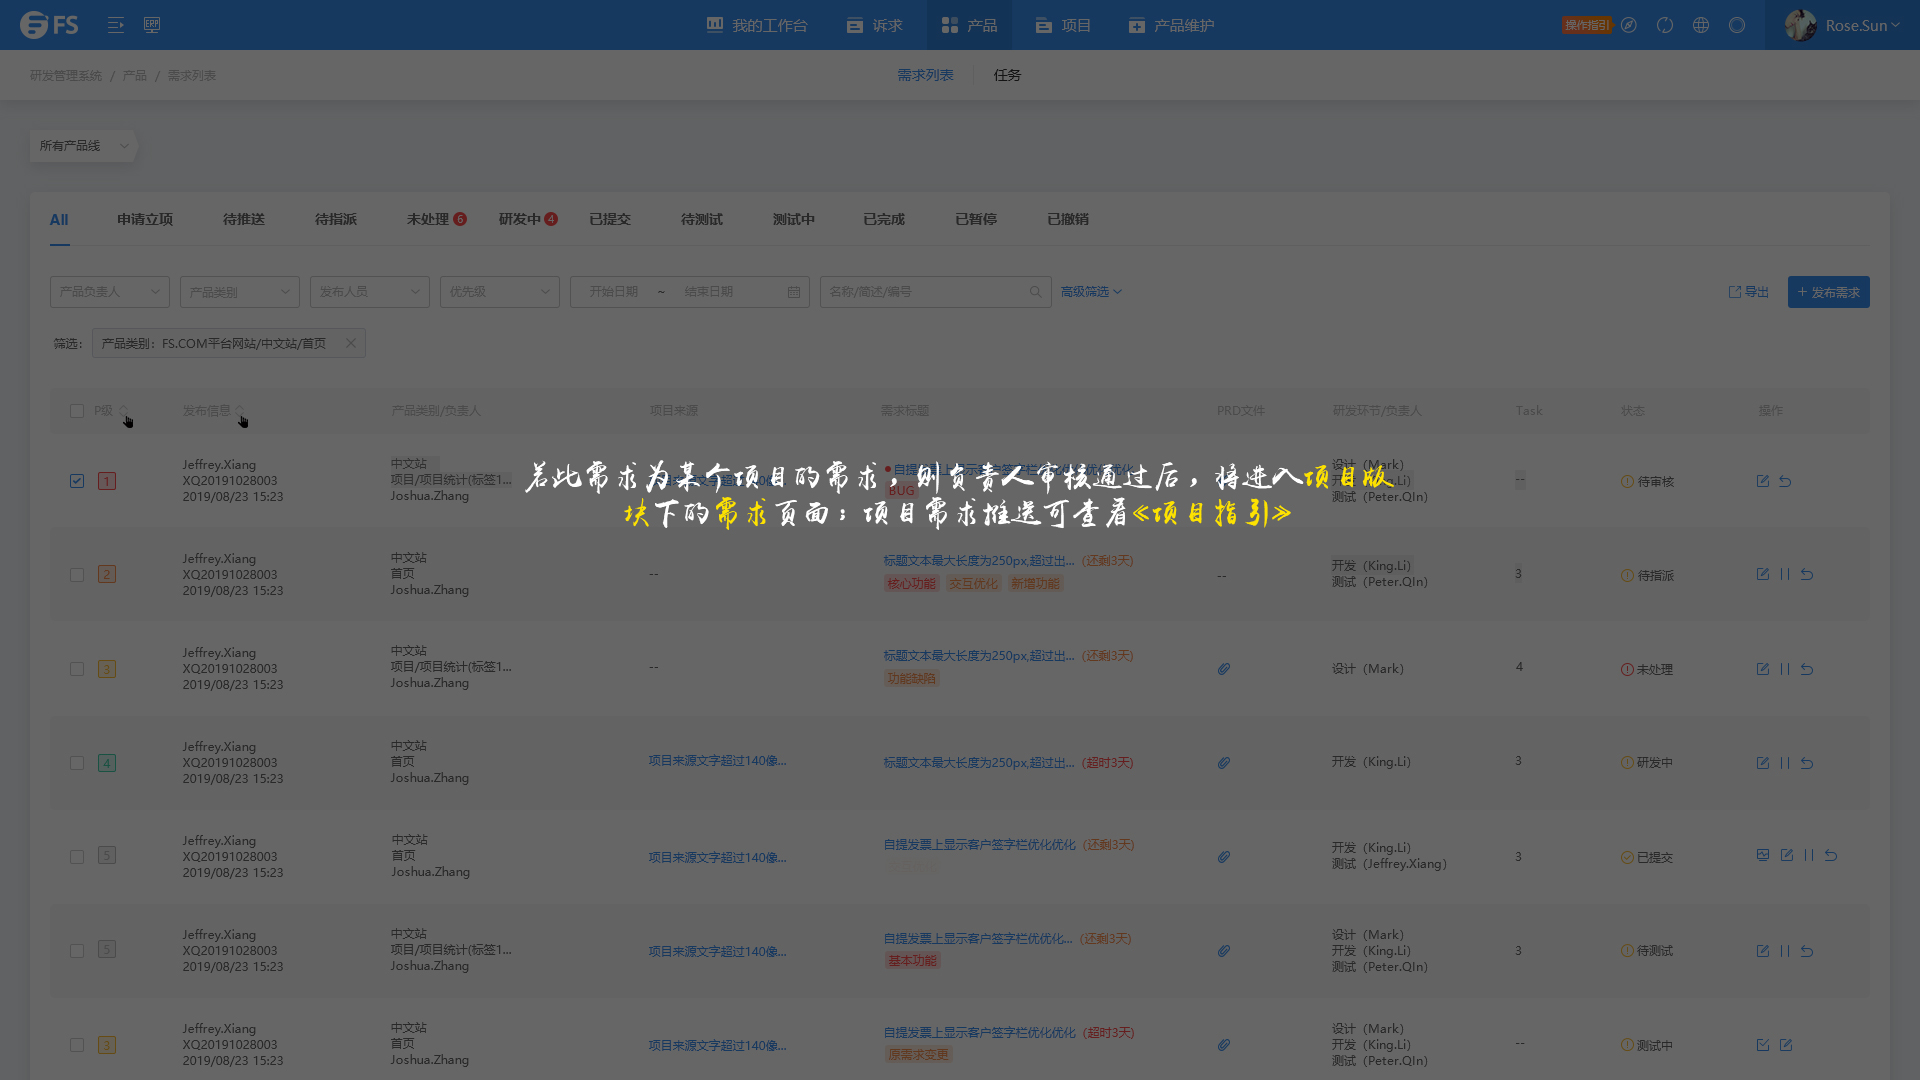 FS
ERP
我的工作台
诉求
产品
项目
产品维护
操作指引
Rose.Sun
研发管理系统 / 产品 / 需求列表
需求列表
任务
所有产品线
All 申请立项 待推送 待指派 未处理 6 研发中 4 已提交 待测试 测试中 已完成 已暂停 已撤销
产品负责人 产品类别 发布人员 优先级 开始日期 ~ 结束日期 名称/简述/编号 高级筛选 导出 + 发布需求
筛选: 产品类别: FS.COM平台网站/中文站/首页
P级 发布信息 产品类别/负责人 项目来源 需求标题 PRD文件 研发环节/负责人 Task 状态 操作
若此需求为某个项目的需求，则负责人审核通过后，将进入项目版
块下的需求页面；项目需求推送可查看《项目指引》
1
Jeffrey.Xiang
XQ20191028003
2019/08/23 15:23
中文站
项目/项目统计(标签1...
Joshua.Zhang
BUG
设计（Mark）
测试（Peter.QIn）
--
待审核
2
Jeffrey.Xiang
XQ20191028003
2019/08/23 15:23
中文站
首页
Joshua.Zhang
--
标题文本最大长度为250px,超过出... (还剩3天)
核心功能 交互优化 新增功能
--
开发（King.Li）
测试（Peter.QIn）
3
待指派
3
Jeffrey.Xiang
XQ20191028003
2019/08/23 15:23
中文站
项目/项目统计(标签1...
Joshua.Zhang
--
标题文本最大长度为250px,超过出... (还剩3天)
功能缺陷
设计（Mark）
4
未处理
4
Jeffrey.Xiang
XQ20191028003
2019/08/23 15:23
中文站
首页
Joshua.Zhang
项目来源文字超过140像...
标题文本最大长度为250px,超过出... (超时3天)
开发（King.Li）
3
研发中
5
Jeffrey.Xiang
XQ20191028003
2019/08/23 15:23
中文站
首页
Joshua.Zhang
项目来源文字超过140像...
自提发票上显示客户签字栏优化优化 (还剩3天)
开发（King.Li）
测试（Jeffrey.Xiang）
3
已提交
5
Jeffrey.Xiang
XQ20191028003
2019/08/23 15:23
中文站
项目/项目统计(标签1...
Joshua.Zhang
项目来源文字超过140像...
自提发票上显示客户签字栏优优化... (还剩3天)
基本功能
设计（Mark）
开发（King.Li）
测试（Peter.QIn）
3
待测试
3
Jeffrey.Xiang
XQ20191028003
2019/08/23 15:23
中文站
首页
Joshua.Zhang
项目来源文字超过140像...
自提发票上显示客户签字栏优化优化 (超时3天)
原需求变更
设计（Mark）
开发（King.Li）
测试（Peter.QIn）
--
测试中